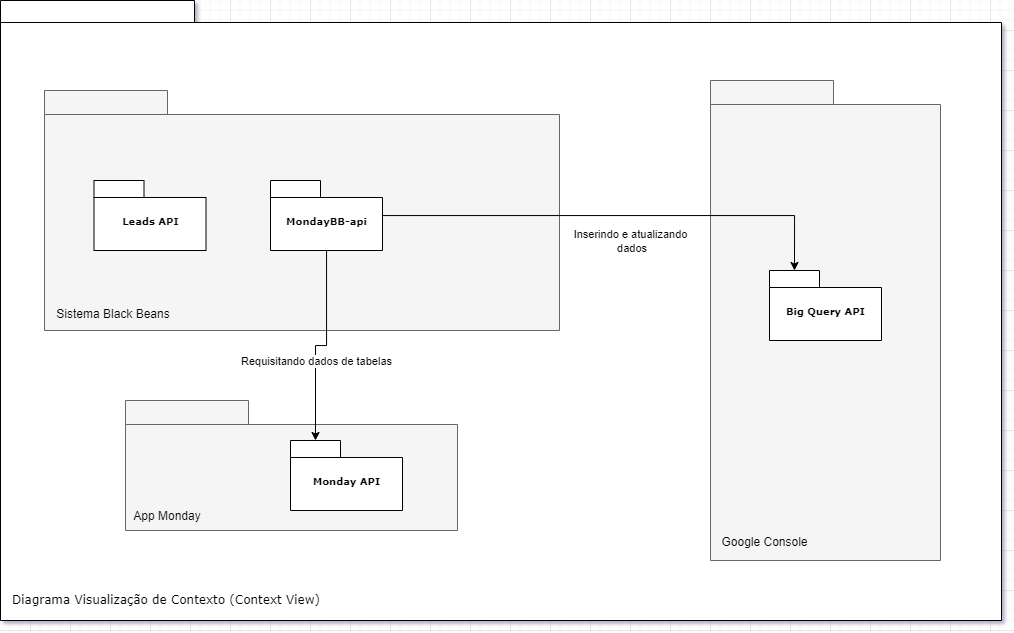 Leads API
MondayBB-api
Inserindo e atualizando
dados
Big Query API
Sistema Black Beans
Requisitando dados de tabelas
Monday API
App Monday
Google Console
Diagrama Visualização de Contexto (Context View)